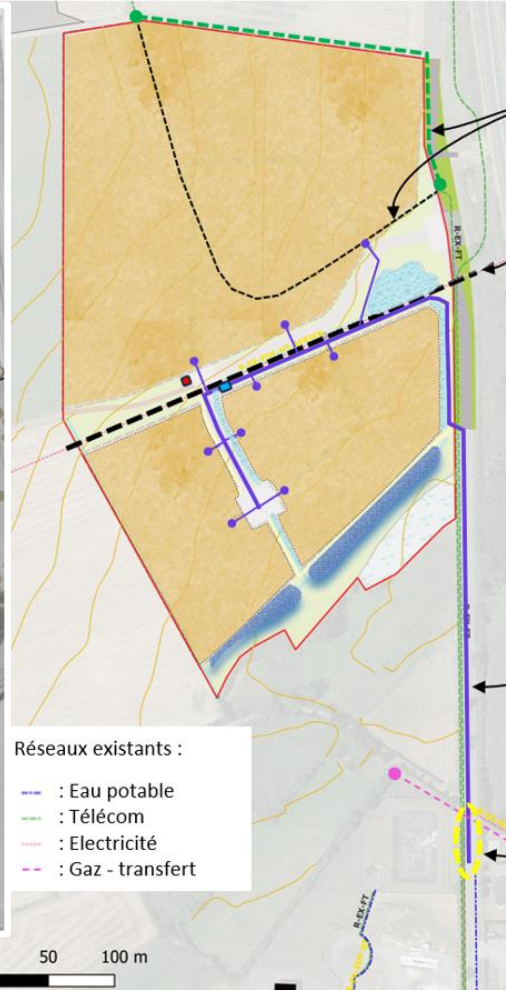 R-EX-FT
Réseaux existants :
: Eau potable
: Télécom
: Electricité
: Gaz - transfert
R-EX-FT
50 100 m